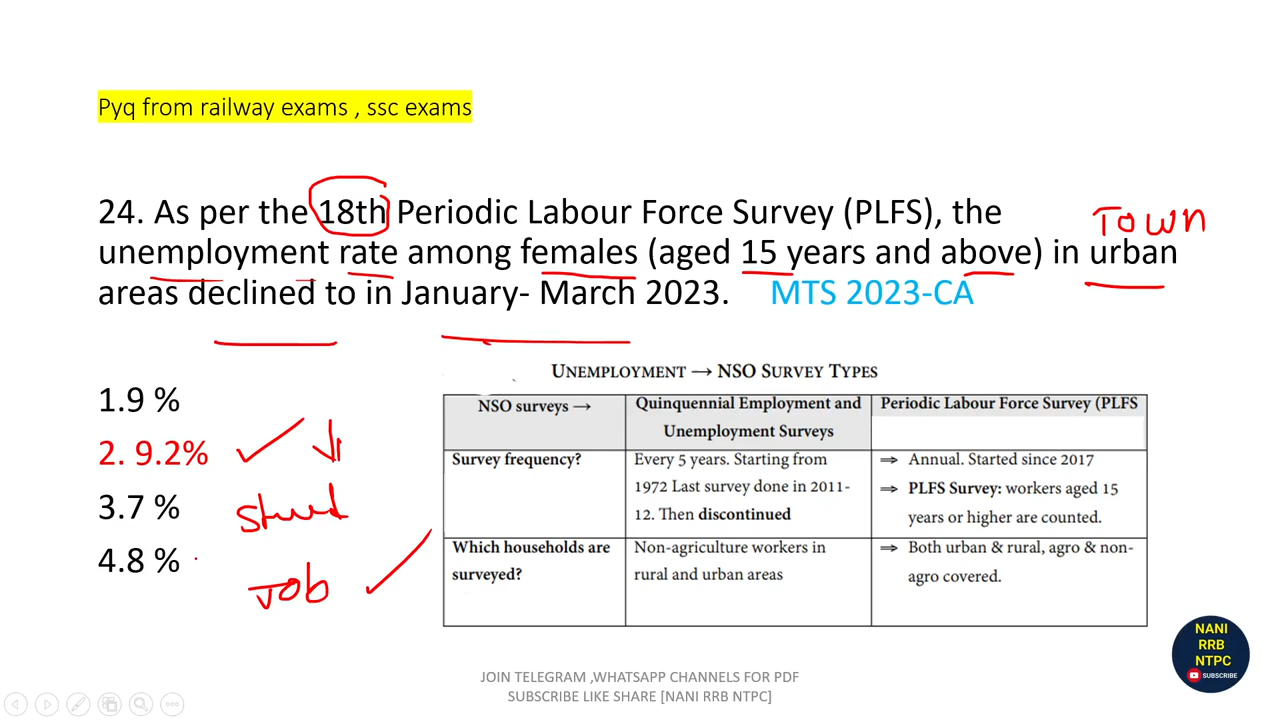 Pyq from railway exams , ssc exams
24. As per the 18th Periodic Labour Force Survey (PLFS), the
TOWN
unemployment rate among females (aged 15 years and above) in urban
areas declined to in January- March 2023. MTS 2023-CA
1.9 %
2. 9.2%
3.7 %
4.8 %
Job
UNEMPLOYMENT → NSO SURVEY TYPES
NSO surveys →
Quinquennial Employment and
Unemployment Surveys
Periodic Labour Force Survey (PLFS
Survey frequency?
Every 5 years. Starting from
1972 Last survey done in 2011-
12. Then discontinued
⇒ Annual. Started since 2017
⇒ PLFS Survey: workers aged 15
years or higher are counted.
Which households are
surveyed?
Non-agriculture workers in
rural and urban areas
⇒ Both urban & rural, agro & non-
agro covered.
NANI
RRB
NTPC
SUBSCRIBE
JOIN TELEGRAM ,WHATSAPP CHANNELS FOR PDF
SUBSCRIBE LIKE SHARE [NANI RRB NTPC]